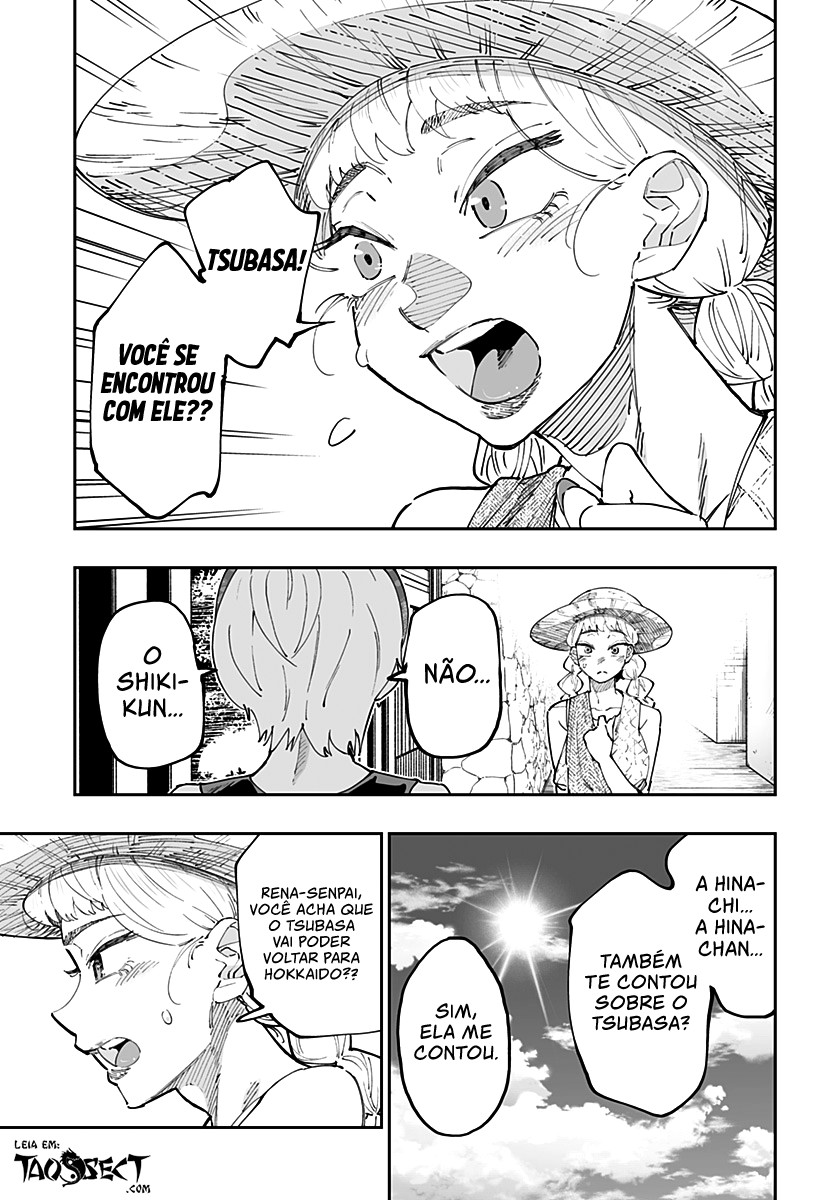 TSUBASA!
VOCÊ SE
ENCONTROU
COM ELE??
NÃO...
O
SHIKI-
KUN...
A HINA-
CHI...
A HINA-
CHAN...
TAMBÉM
TE CONTOU
SOBRE O
TSUBASA?
SIM,
ELA ME
CONTOU.
RENA-SENPAI,
VOCÊ ACHA QUE
O TSUBASA
VAI PODER
VOLTAR PARA
HOKKAIDO??
LEIA EM:
TAOSSECT
.COM